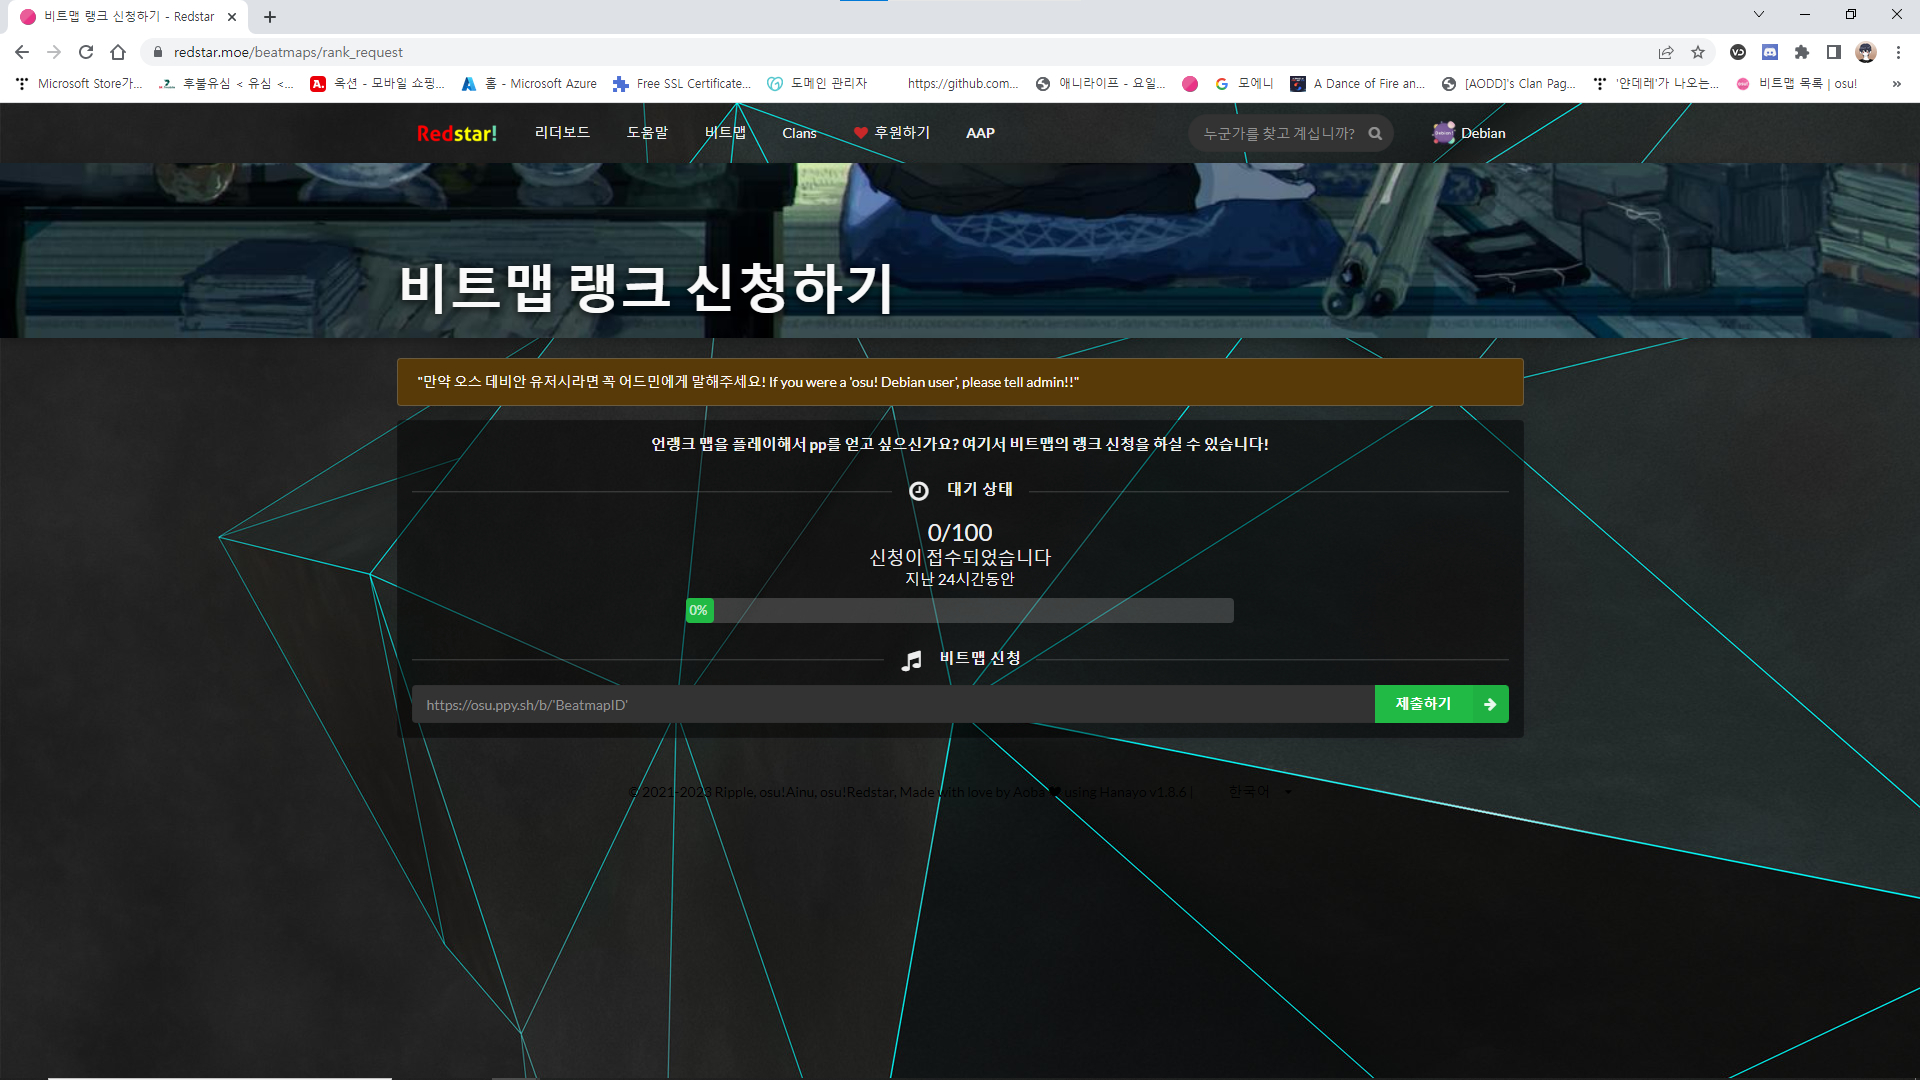 비트맵 랭크 신청하기 - Redstar
redstar.moe/beatmaps/rank_request
Microsoft Store가...
후불유심 < 유심 <...
옥션 - 모바일 쇼핑...
홈 - Microsoft Azure
Free SSL Certificate...
도메인 관리자
https://github.com...
애니라이프 - 요일...
모에니
A Dance of Fire an...
[AODD]'s Clan Pag...
'얀데레'가 나오는...
비트맵 목록 | osu!
»
Redstar!
리더보드
도움말
비트맵
Clans
후원하기
AAP
누군가를 찾고 계십니까?
Debian
비트맵 랭크 신청하기
"만약 오스 데비안 유저시라면 꼭 어드민에게 말해주세요! If you were a 'osu! Debian user', please tell admin!!"
언랭크 맵을 플레이해서 pp를 얻고 싶으신가요? 여기서 비트맵의 랭크 신청을 하실 수 있습니다!
대기 상태
0/100
신청이 접수되었습니다
지난 24시간동안
0%
비트맵 신청
https://osu.ppy.sh/b/'BeatmapID'
제출하기
© 2021-2023 Ripple, osu!Ainu, osu!Redstar, Made with love by Aoba ♥ using Hanayo v1.8.6 |
한국어